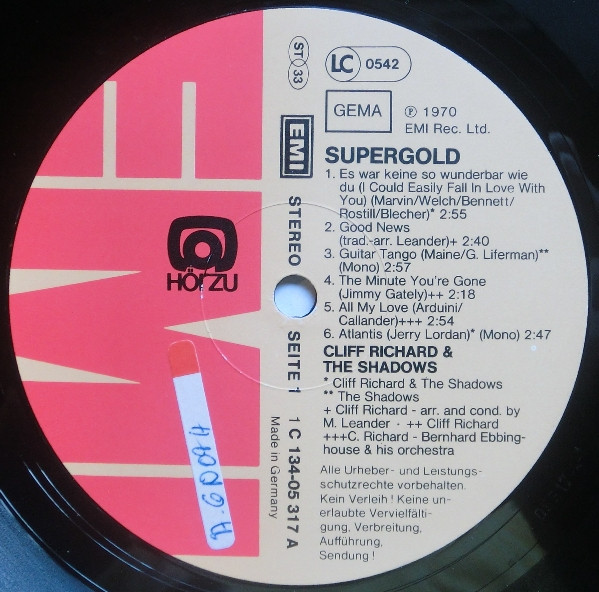 ST 33
LC 0542
GEMA
℗ 1970
EMI Rec. Ltd.
EMI
SUPERGOLD
1. Es war keine so wunderbar wie
du (I Could Easily Fall In Love With
You) (Marvin/Welch/Bennett/
Rostill/Blecher)* 2:55
2. Good News
(trad.-arr. Leander)+ 2:40
3. Guitar Tango (Maine/G. Liferman)**
(Mono) 2:57
4. The Minute You're Gone
(Jimmy Gately)++ 2:18
5. All My Love (Arduini/
Callander)+++ 2:54
6. Atlantis (Jerry Lordan)* (Mono) 2:47
CLIFF RICHARD &
THE SHADOWS
* Cliff Richard & The Shadows
** The Shadows
+ Cliff Richard - arr. and cond. by
M. Leander - ++ Cliff Richard
+++C. Richard - Bernhard Ebbing-
house & his orchestra
Alle Urheber- und Leistungs-
schutzrechte vorbehalten.
Kein Verleih! Keine un-
erlaubte Vervielfälti-
gung, Verbreitung,
Aufführung,
Sendung!
STEREO SEITE 1 1 C 134-05 317 A
Made in Germany
HÖRZU